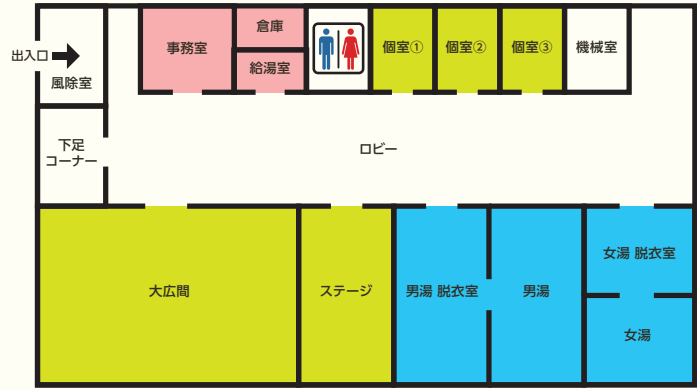 出入口
風除室
事務室
倉庫
給湯室
個室①
個室②
個室③
機械室
下足
コーナー
ロビー
大広間
ステージ
男湯 脱衣室
男湯
女湯 脱衣室
女湯